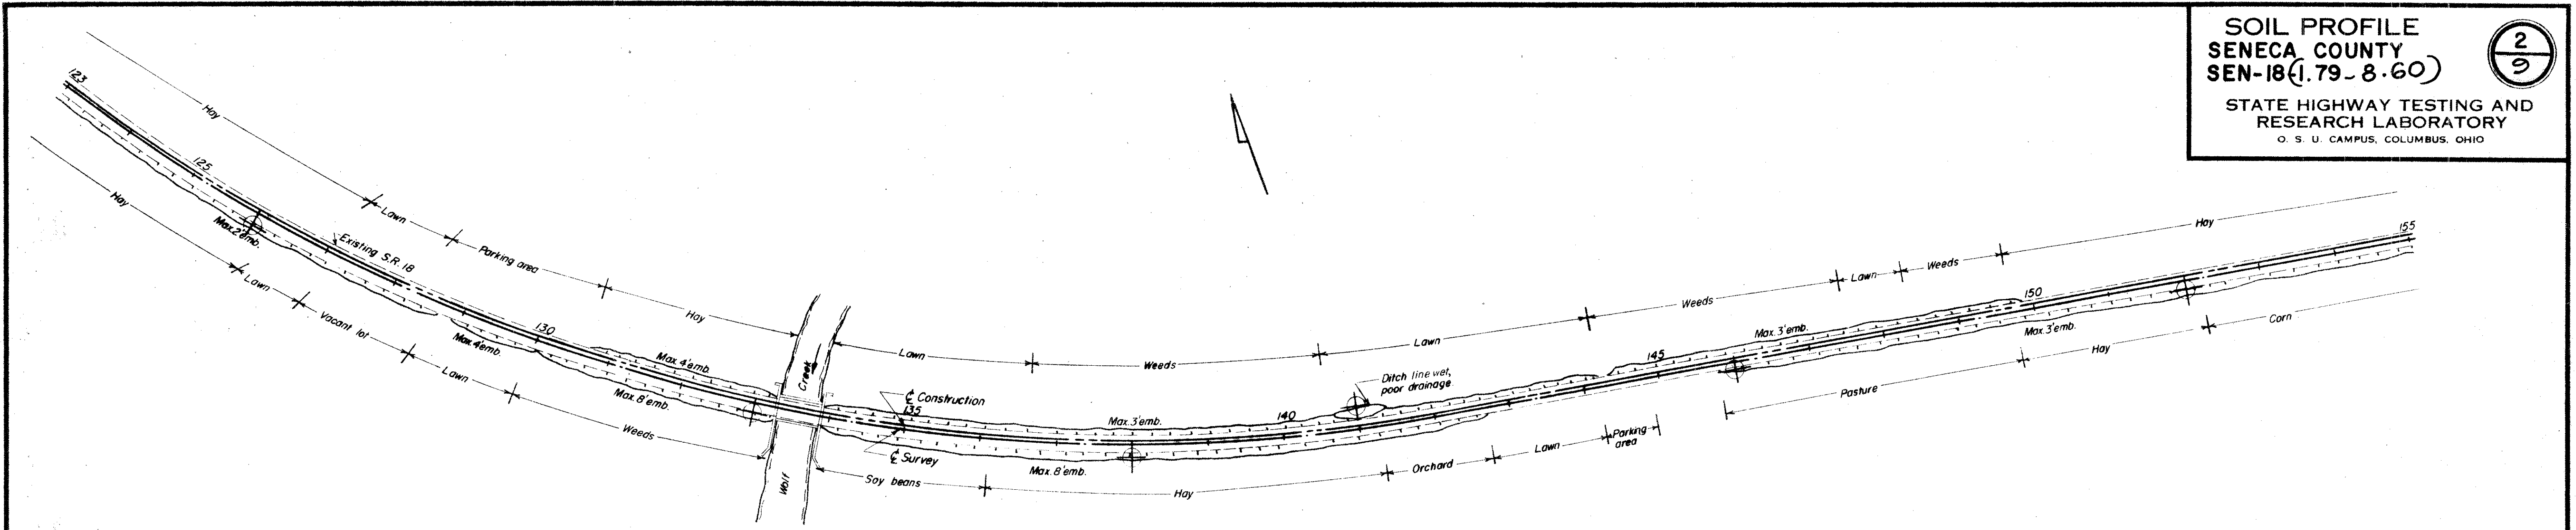 SOIL PROFILE
SENECA COUNTY
SEN-18(1.79-8.60)
2
9
STATE HIGHWAY TESTING AND
RESEARCH LABORATORY
O. S. U. CAMPUS, COLUMBUS, OHIO
123
Hay
125
Lawn
Parking area
Hay
Hay
Max. 2' emb.
Existing S.R. 18
Lawn
Vacant lot
Max. 4' emb.
130
Lawn
Max. 4' emb.
Max. 8' emb.
Weeds
Creek
Wolf
℄ Construction
135
℄ Survey
Soy beans
Lawn
Weeds
Lawn
Max. 3' emb.
140
Max. 8' emb.
Hay
Ditch line wet,
poor drainage.
Orchard
Lawn
Parking
area
Weeds
Lawn
Weeds
Hay
145
Max. 3' emb.
150
Max. 3' emb.
155
Pasture
Hay
Corn